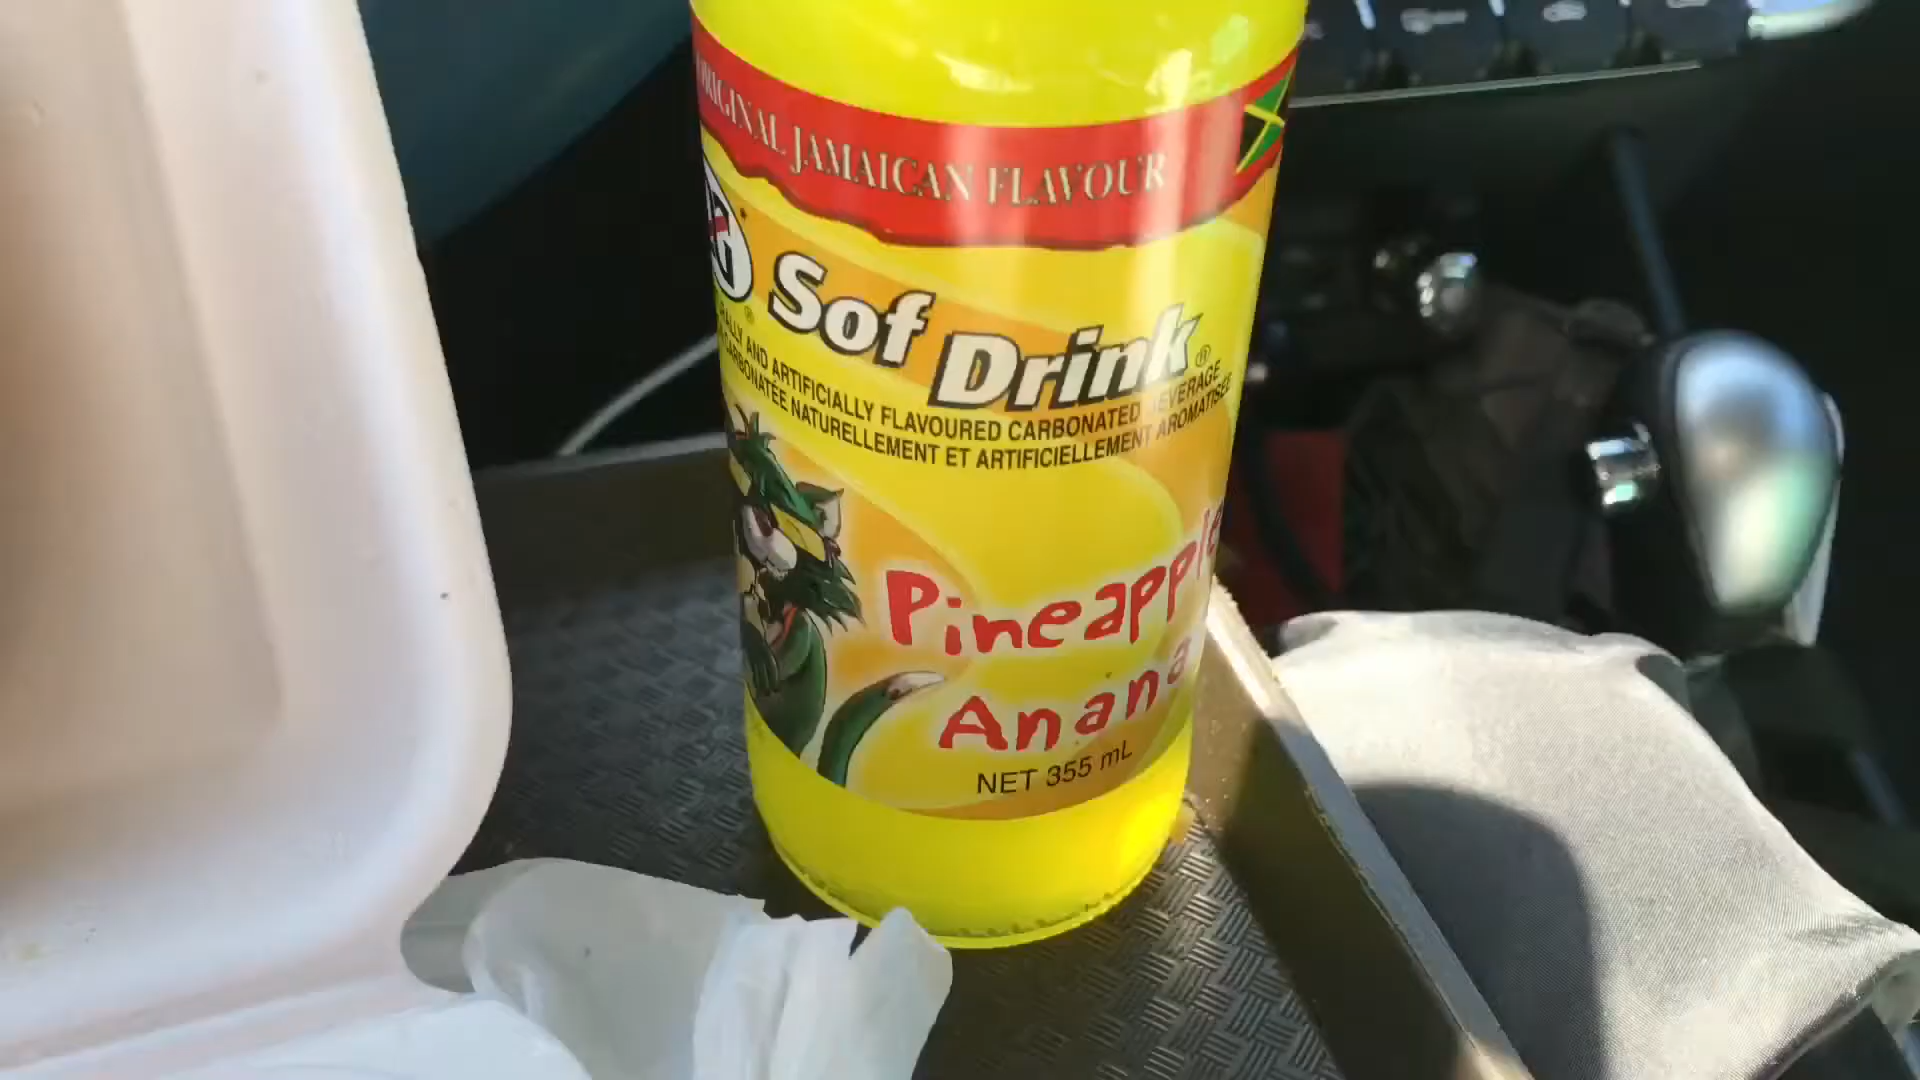 ORIGINAL JAMAICAN FLAVOUR
Sof Drink®
AND ARTIFICIALLY FLAVOURED CARBONATED BEVERAGE
CARBONATÉE NATURELLEMENT ET ARTIFICIELLEMENT AROMATISÉE
Pineapple
Anana
NET 355 mL